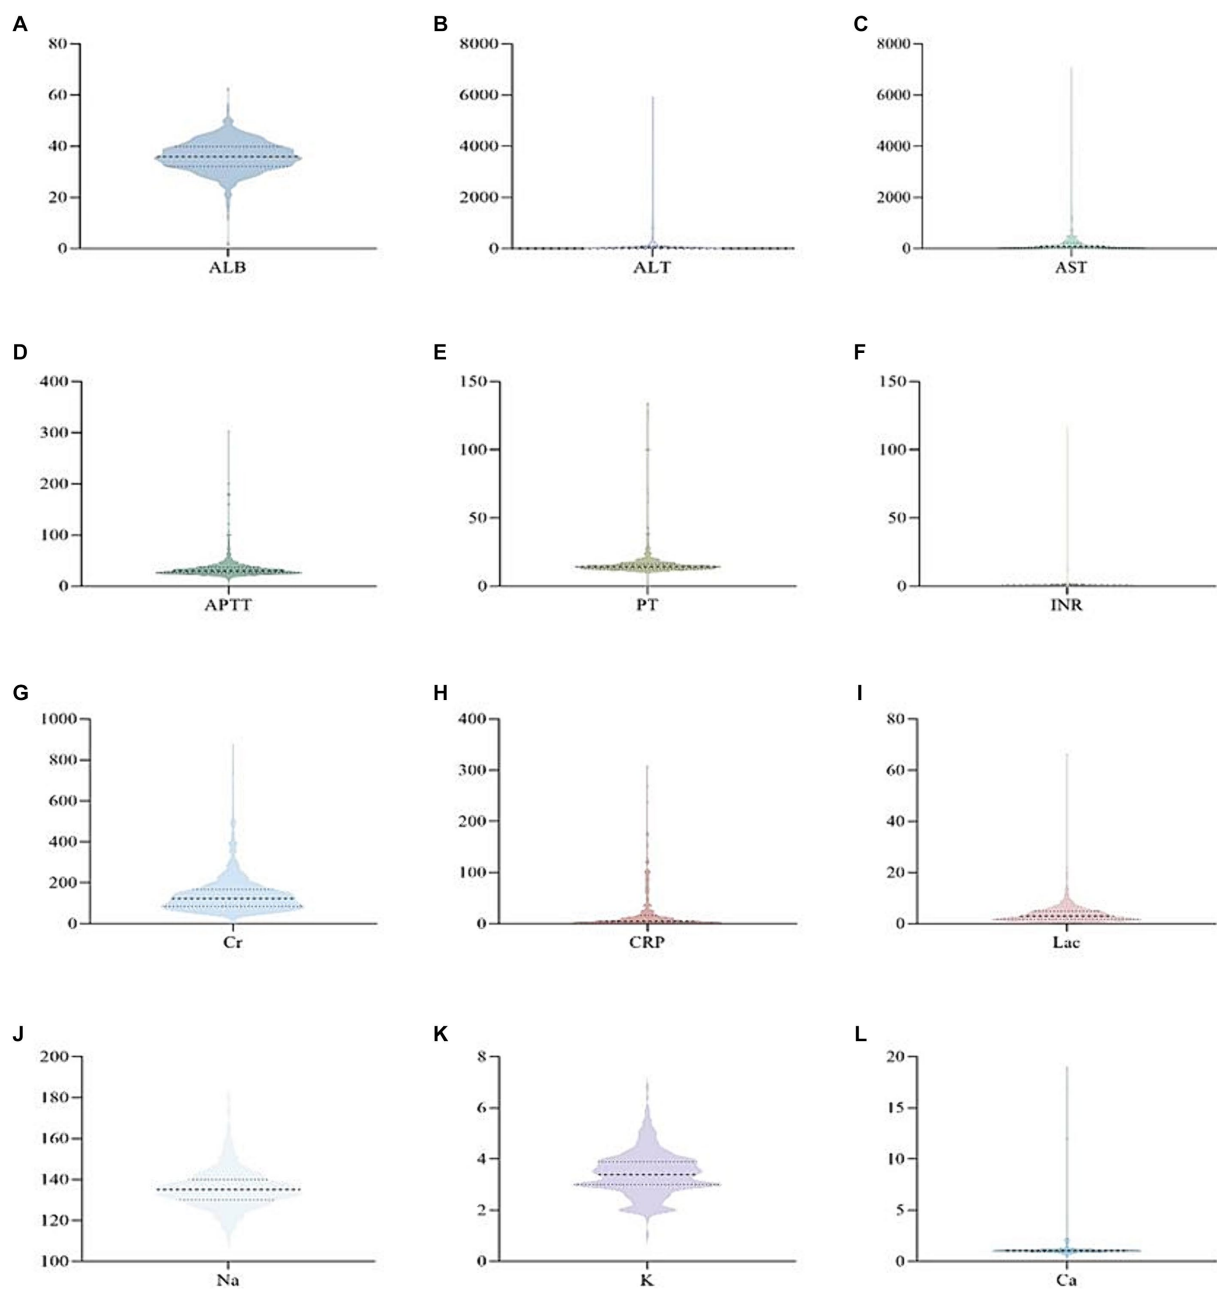 A B C
80 8000 8000
60 6000 6000
40 4000 4000
20 2000 2000
0 0 0
ALB ALT AST
D E F
400 150 150
300
100 100
200
50 50
100
0 0 0
APTT PT INR
G H I
1000 400 80
800
300 60
600
200 40
400
100 20
200
0 0 0
Cr CRP Lac
J K L
200 8 20
180
6 15
160
4 10
140
2 5
120
100 0 0
Na K Ca